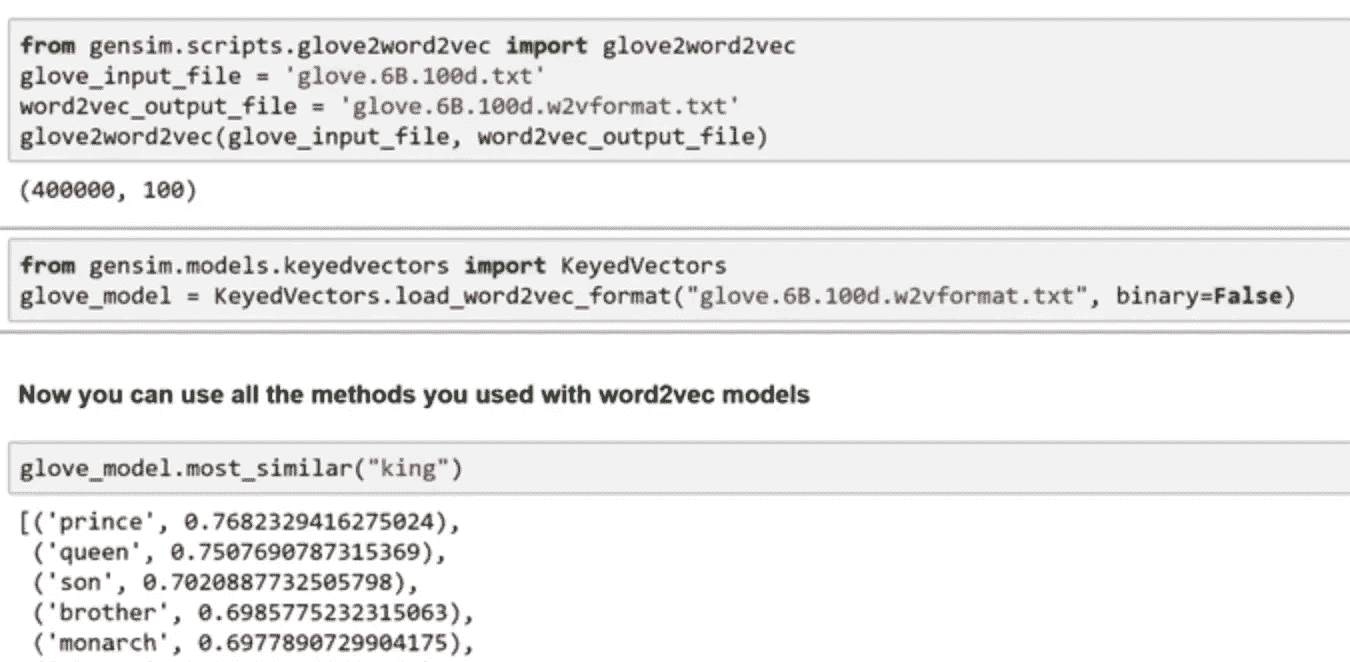 from gensim.scripts.glove2word2vec import glove2word2vec
glove_input_file = 'glove.6B.100d.txt'
word2vec_output_file = 'glove.6B.100d.w2vformat.txt'
glove2word2vec(glove_input_file, word2vec_output_file)
(400000, 100)
from gensim.models.keyedvectors import KeyedVectors
glove_model = KeyedVectors.load_word2vec_format("glove.6B.100d.w2vformat.txt", binary=False)
Now you can use all the methods you used with word2vec models
glove_model.most_similar("king")
[('prince', 0.7682329416275024),
('queen', 0.7507690787315369),
('son', 0.7020887732505798),
('brother', 0.6985775232315063),
('monarch', 0.6977890729904175),